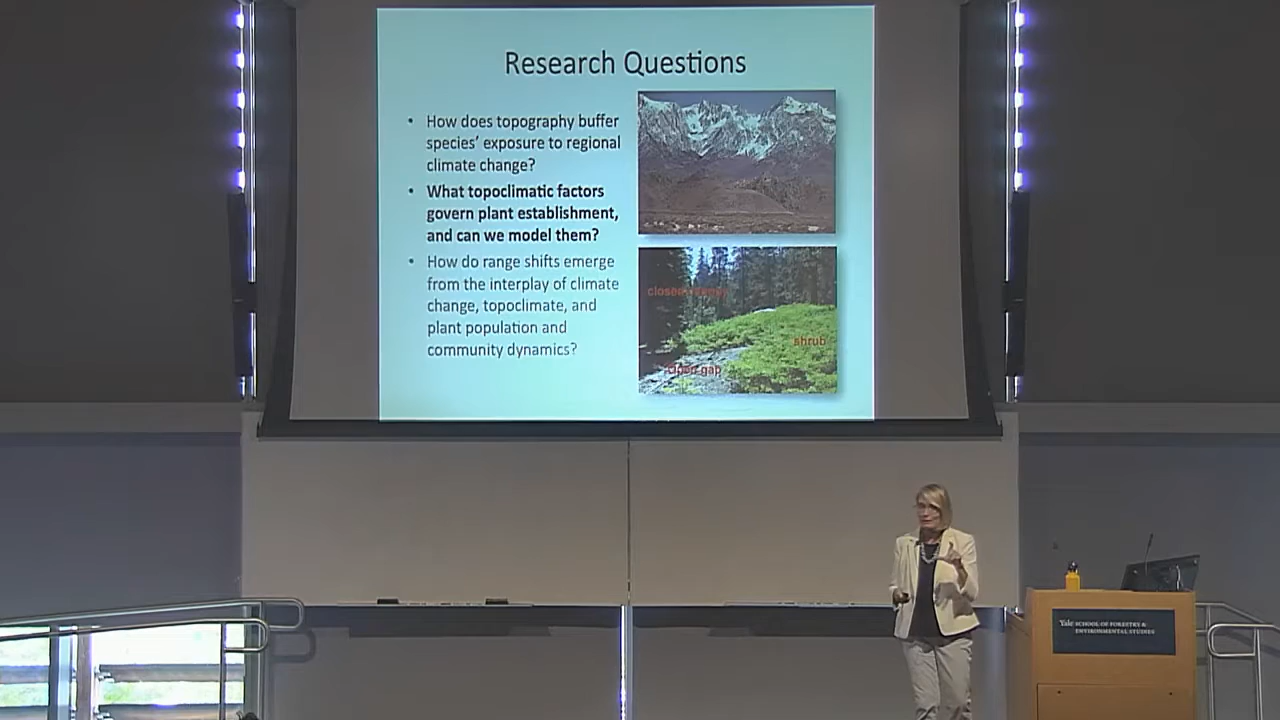 Research Questions
• How does topography buffer
species' exposure to regional
climate change?
• What topoclimatic factors
govern plant establishment,
and can we model them?
• How do range shifts emerge
from the interplay of climate
change, topoclimate, and
plant population and
community dynamics?
closed canopy
shrub
open gap
Yale SCHOOL OF FORESTRY &
ENVIRONMENTAL STUDIES